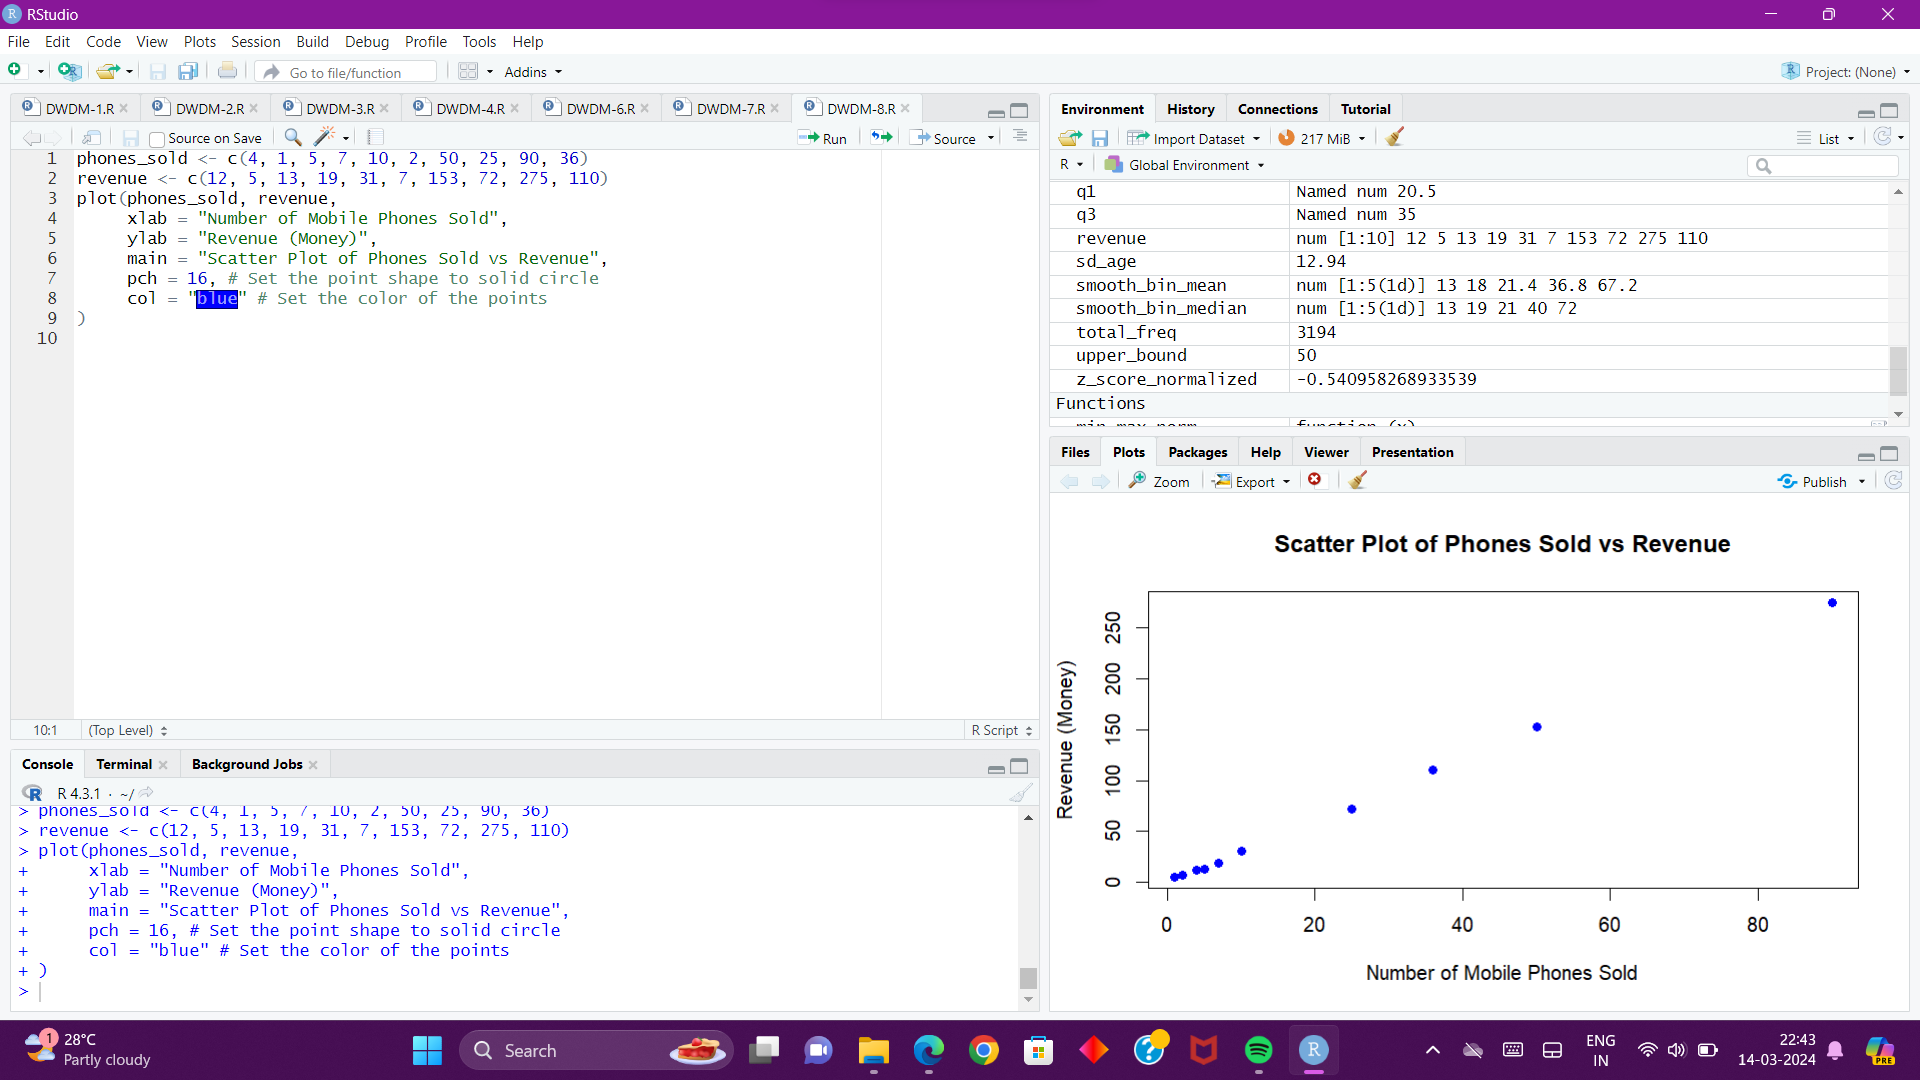 RStudio
File Edit Code View Plots Session Build Debug Profile Tools Help
Go to file/function
Addins
Project: (None)
DWDM-1.R
DWDM-2.R
DWDM-3.R
DWDM-4.R
DWDM-6.R
DWDM-7.R
DWDM-8.R
Source on Save
Run
Source
1 phones_sold <- c(4, 1, 5, 7, 10, 2, 50, 25, 90, 36)
2 revenue <- c(12, 5, 13, 19, 31, 7, 153, 72, 275, 110)
3 plot(phones_sold, revenue,
4 xlab = "Number of Mobile Phones Sold",
5 ylab = "Revenue (Money)",
6 main = "Scatter Plot of Phones Sold vs Revenue",
7 pch = 16, # Set the point shape to solid circle
8 col = "blue" # Set the color of the points
9 )
10
10:1 (Top Level)
R Script
Console Terminal Background Jobs
R 4.3.1 · ~/
> phones_sold <- c(4, 1, 5, 7, 10, 2, 50, 25, 90, 36)
> revenue <- c(12, 5, 13, 19, 31, 7, 153, 72, 275, 110)
> plot(phones_sold, revenue,
+ xlab = "Number of Mobile Phones Sold",
+ ylab = "Revenue (Money)",
+ main = "Scatter Plot of Phones Sold vs Revenue",
+ pch = 16, # Set the point shape to solid circle
+ col = "blue" # Set the color of the points
+ )
>
Environment History Connections Tutorial
Import Dataset 217 MiB List
R Global Environment
q1 Named num 20.5
q3 Named num 35
revenue num [1:10] 12 5 13 19 31 7 153 72 275 110
sd_age 12.94
smooth_bin_mean num [1:5(1d)] 13 18 21.4 36.8 67.2
smooth_bin_median num [1:5(1d)] 13 19 21 40 72
total_freq 3194
upper_bound 50
z_score_normalized -0.540958268933539
Functions
min_max_norm function (x)
Files Plots Packages Help Viewer Presentation
Zoom Export Publish
Scatter Plot of Phones Sold vs Revenue
Revenue (Money)
250
200
150
100
50
0
0 20 40 60 80
Number of Mobile Phones Sold
1
28°C
Partly cloudy
Search
R
ENG
IN
22:43
14-03-2024
PRE